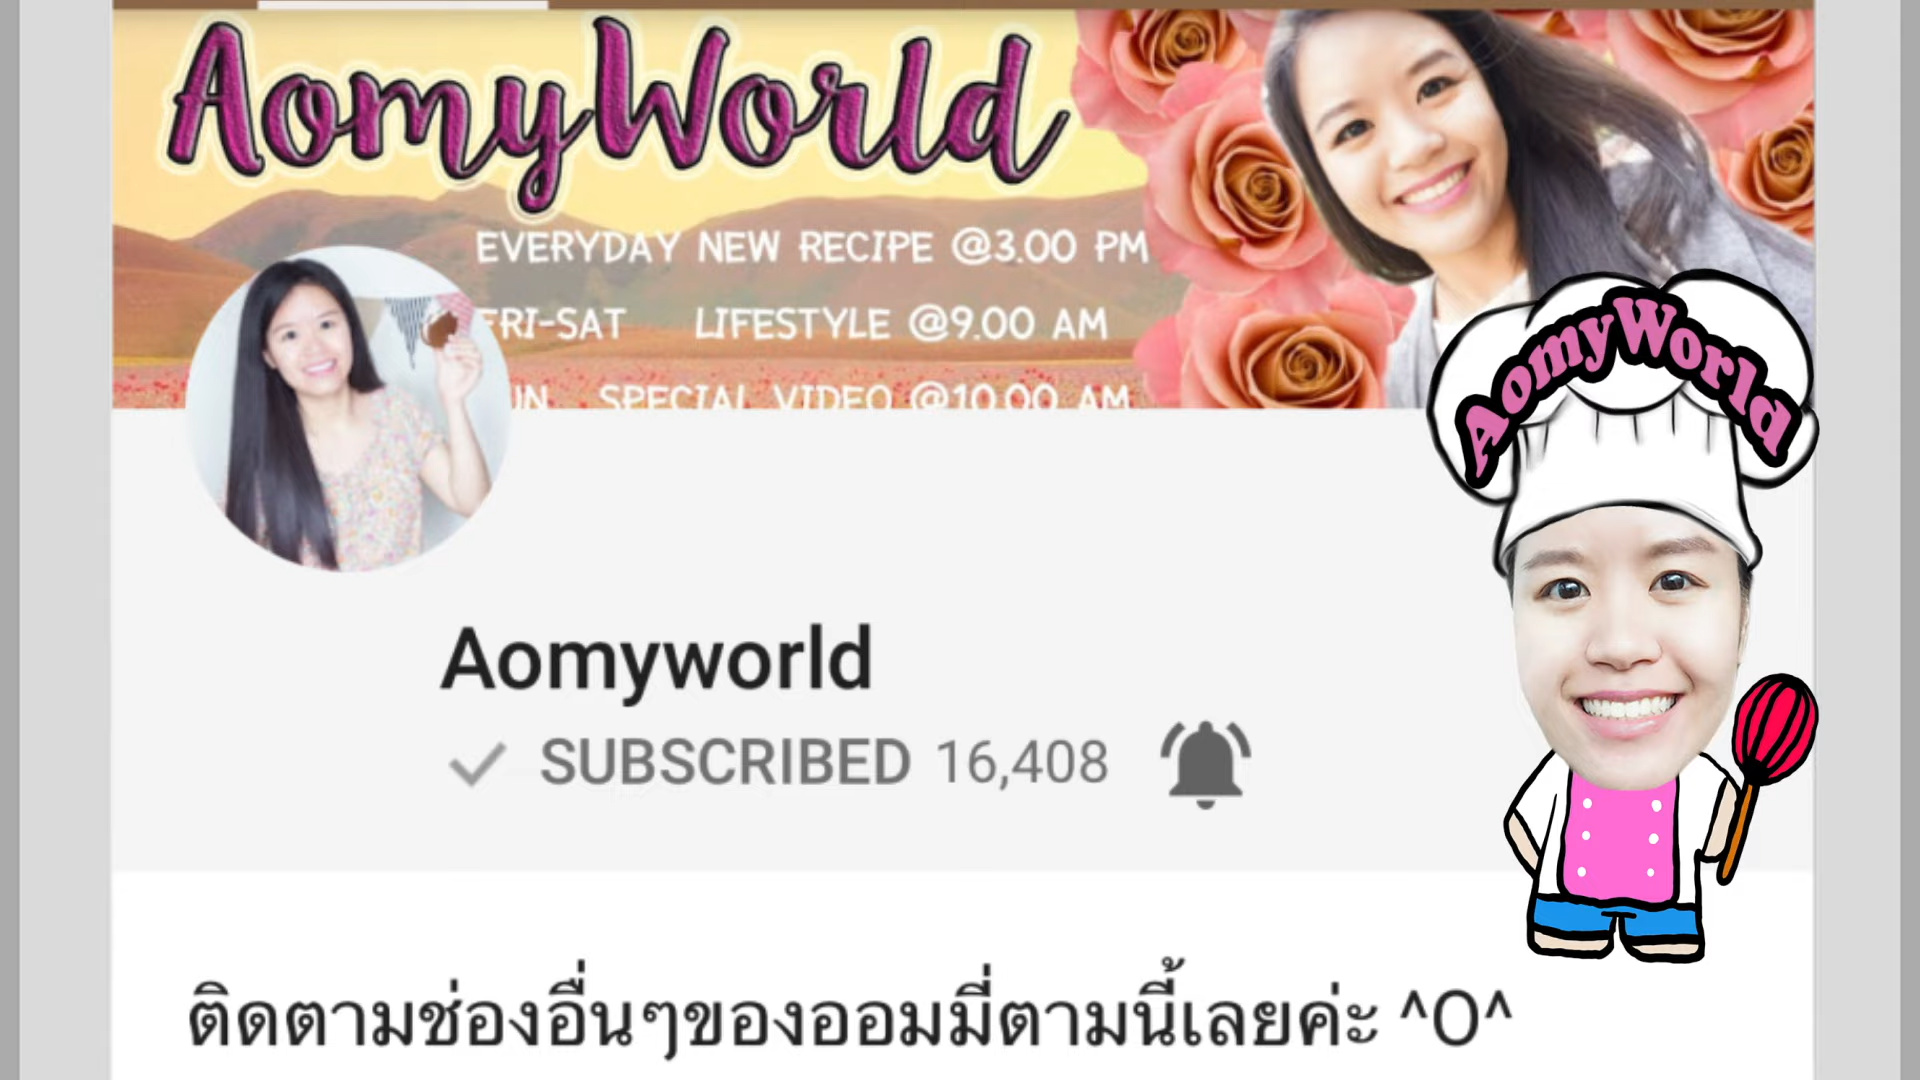 AomyWorld
EVERYDAY NEW RECIPE @3.00 PM
FRI-SAT LIFESTYLE @9.00 AM
UN SPECIAL VIDEO @10.00 AM
AomyWorld
Aomyworld
SUBSCRIBED 16,408
ติดตามช่องอื่นๆของออมมี่ตามนี้เลยค่ะ ^O^